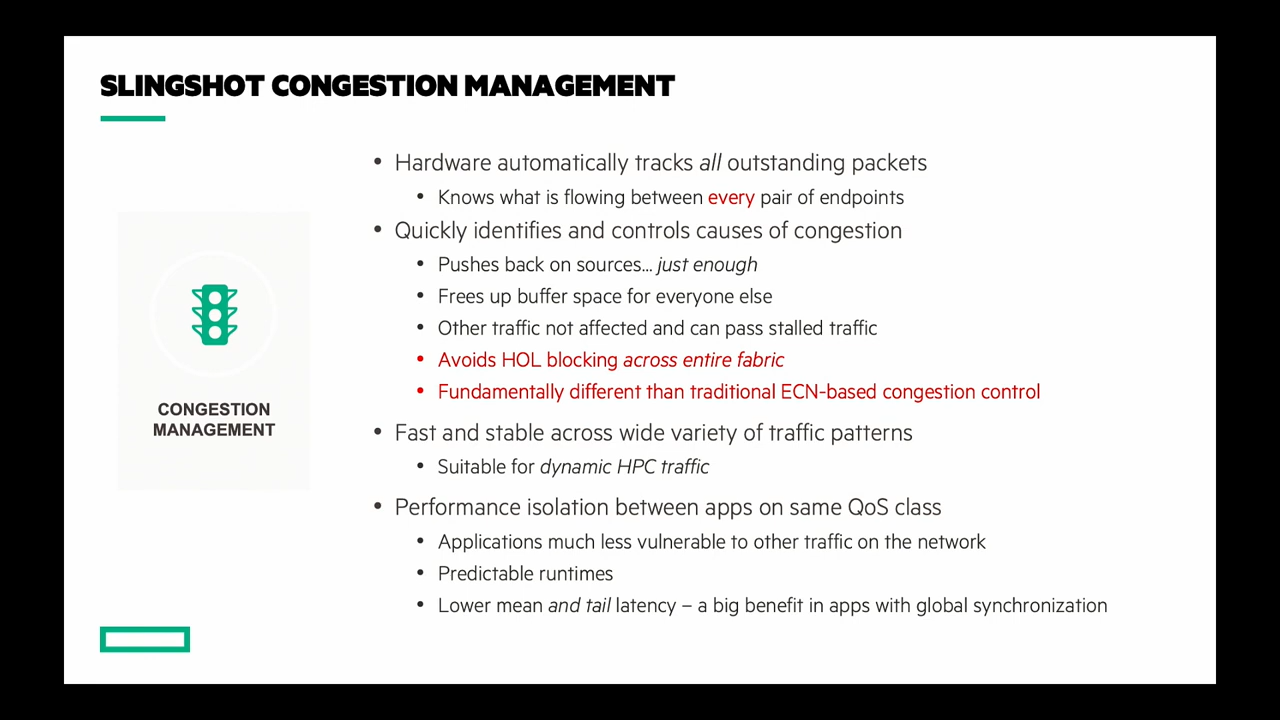 SLINGSHOT CONGESTION MANAGEMENT
CONGESTION
MANAGEMENT
• Hardware automatically tracks all outstanding packets
• Knows what is flowing between every pair of endpoints
• Quickly identifies and controls causes of congestion
• Pushes back on sources... just enough
• Frees up buffer space for everyone else
• Other traffic not affected and can pass stalled traffic
• Avoids HOL blocking across entire fabric
• Fundamentally different than traditional ECN-based congestion control
• Fast and stable across wide variety of traffic patterns
• Suitable for dynamic HPC traffic
• Performance isolation between apps on same QoS class
• Applications much less vulnerable to other traffic on the network
• Predictable runtimes
• Lower mean and tail latency – a big benefit in apps with global synchronization